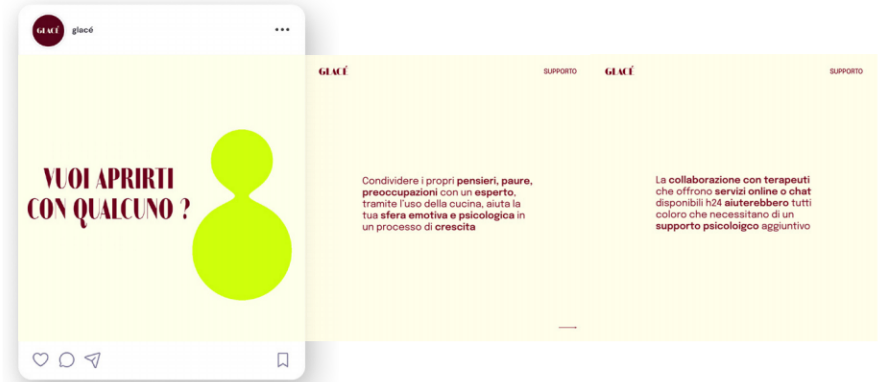 GLACÉ
glacé
VUOI APRIRTI
CON QUALCUNO ?
GLACÉ
SUPPORTO
Condividere i propri pensieri, paure,
preoccupazioni con un esperto,
tramite l'uso della cucina, aiuta la
tua sfera emotiva e psicologica in
un processo di crescita
GLACÉ
SUPPORTO
La collaborazione con terapeuti
che offrono servizi online o chat
disponibili h24 aiuterebbero tutti
coloro che necessitano di un
supporto psicoloigco aggiuntivo